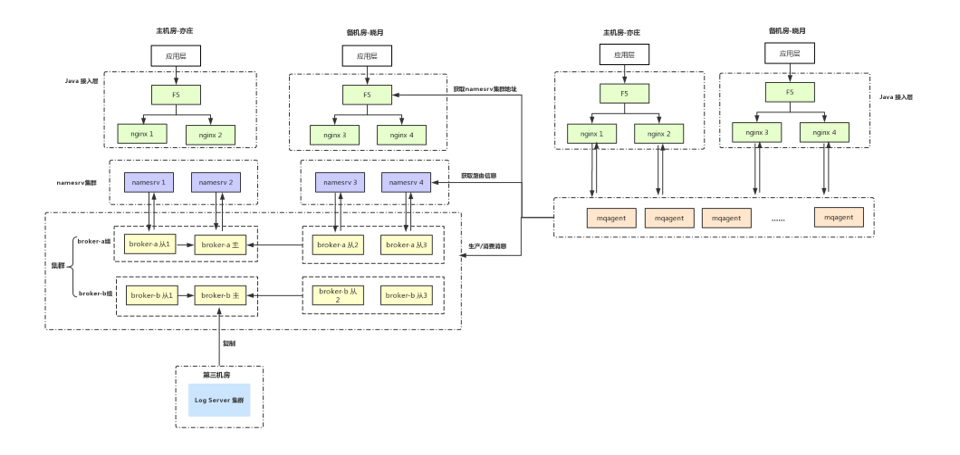 主机房-亦庄
备机房-晓月
应用层
应用层
Java 接入层
F5
F5
获取namesrv集群地址
nginx 1
nginx 2
nginx 3
nginx 4
主机房-亦庄
备机房-晓月
应用层
应用层
Java 接入层
F5
F5
nginx 1
nginx 2
nginx 3
nginx 4
namesrv集群
namesrv 1
namesrv 2
namesrv 3
namesrv 4
获取路由信息
mqagent
mqagent
mqagent
......
mqagent
集群
broker-a组
broker-a 从1
broker-a 主
broker-a 从2
broker-a 从3
生产/消费消息
broker-b组
broker-b 从1
broker-b 主
broker-b 从
2
broker-b 从3
复制
第三机房
Log Server 集群